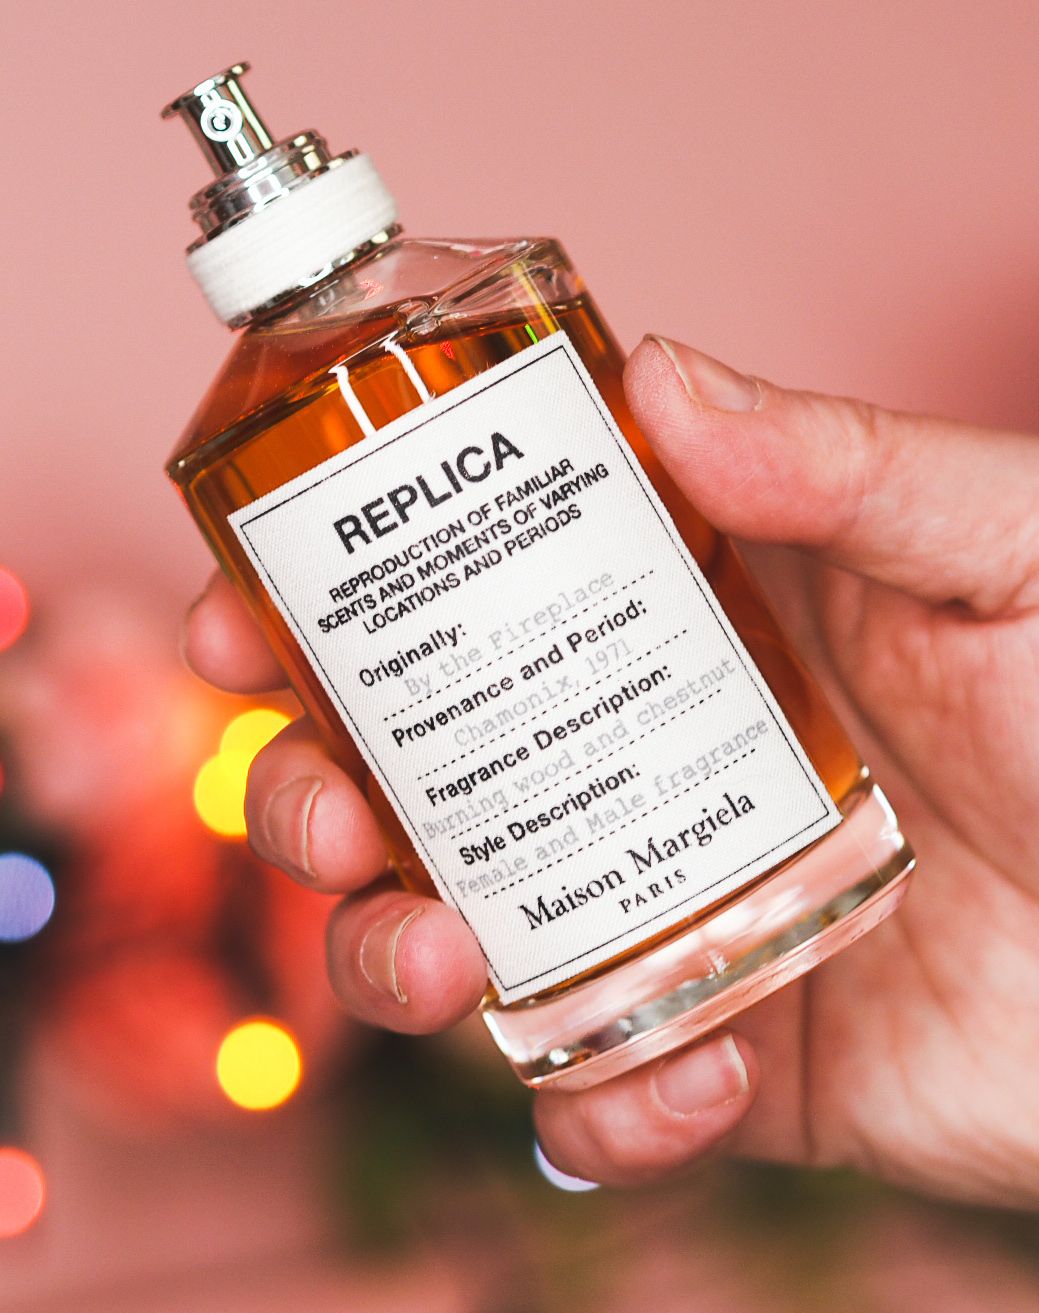 REPLICA
REPRODUCTION OF FAMILIAR
SCENTS AND MOMENTS OF VARYING
LOCATIONS AND PERIODS
Originally:
By the Fireplace
Provenance and Period:
Chamonix, 1971
Fragrance Description:
Burning wood and chestnut
Style Description:
Female and Male fragrance
Maison Margiela
PARIS